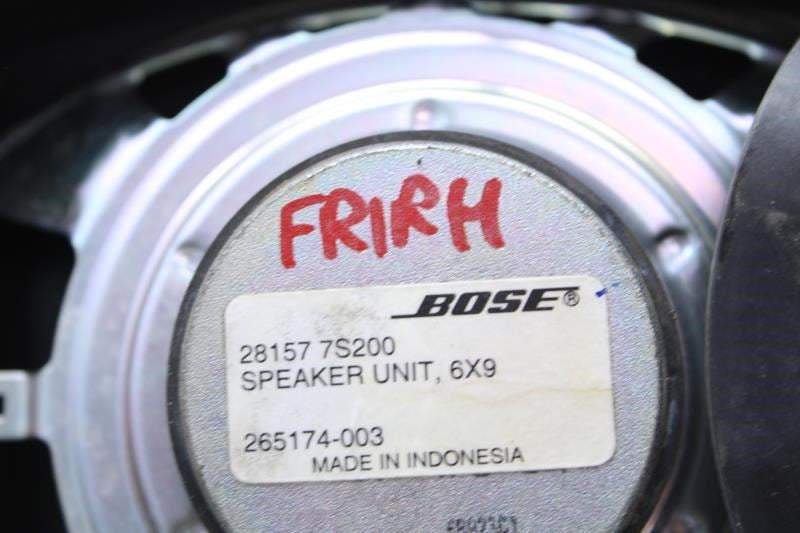 FRIRH
BOSE®
28157 7S200
SPEAKER UNIT, 6X9
265174-003
MADE IN INDONESIA